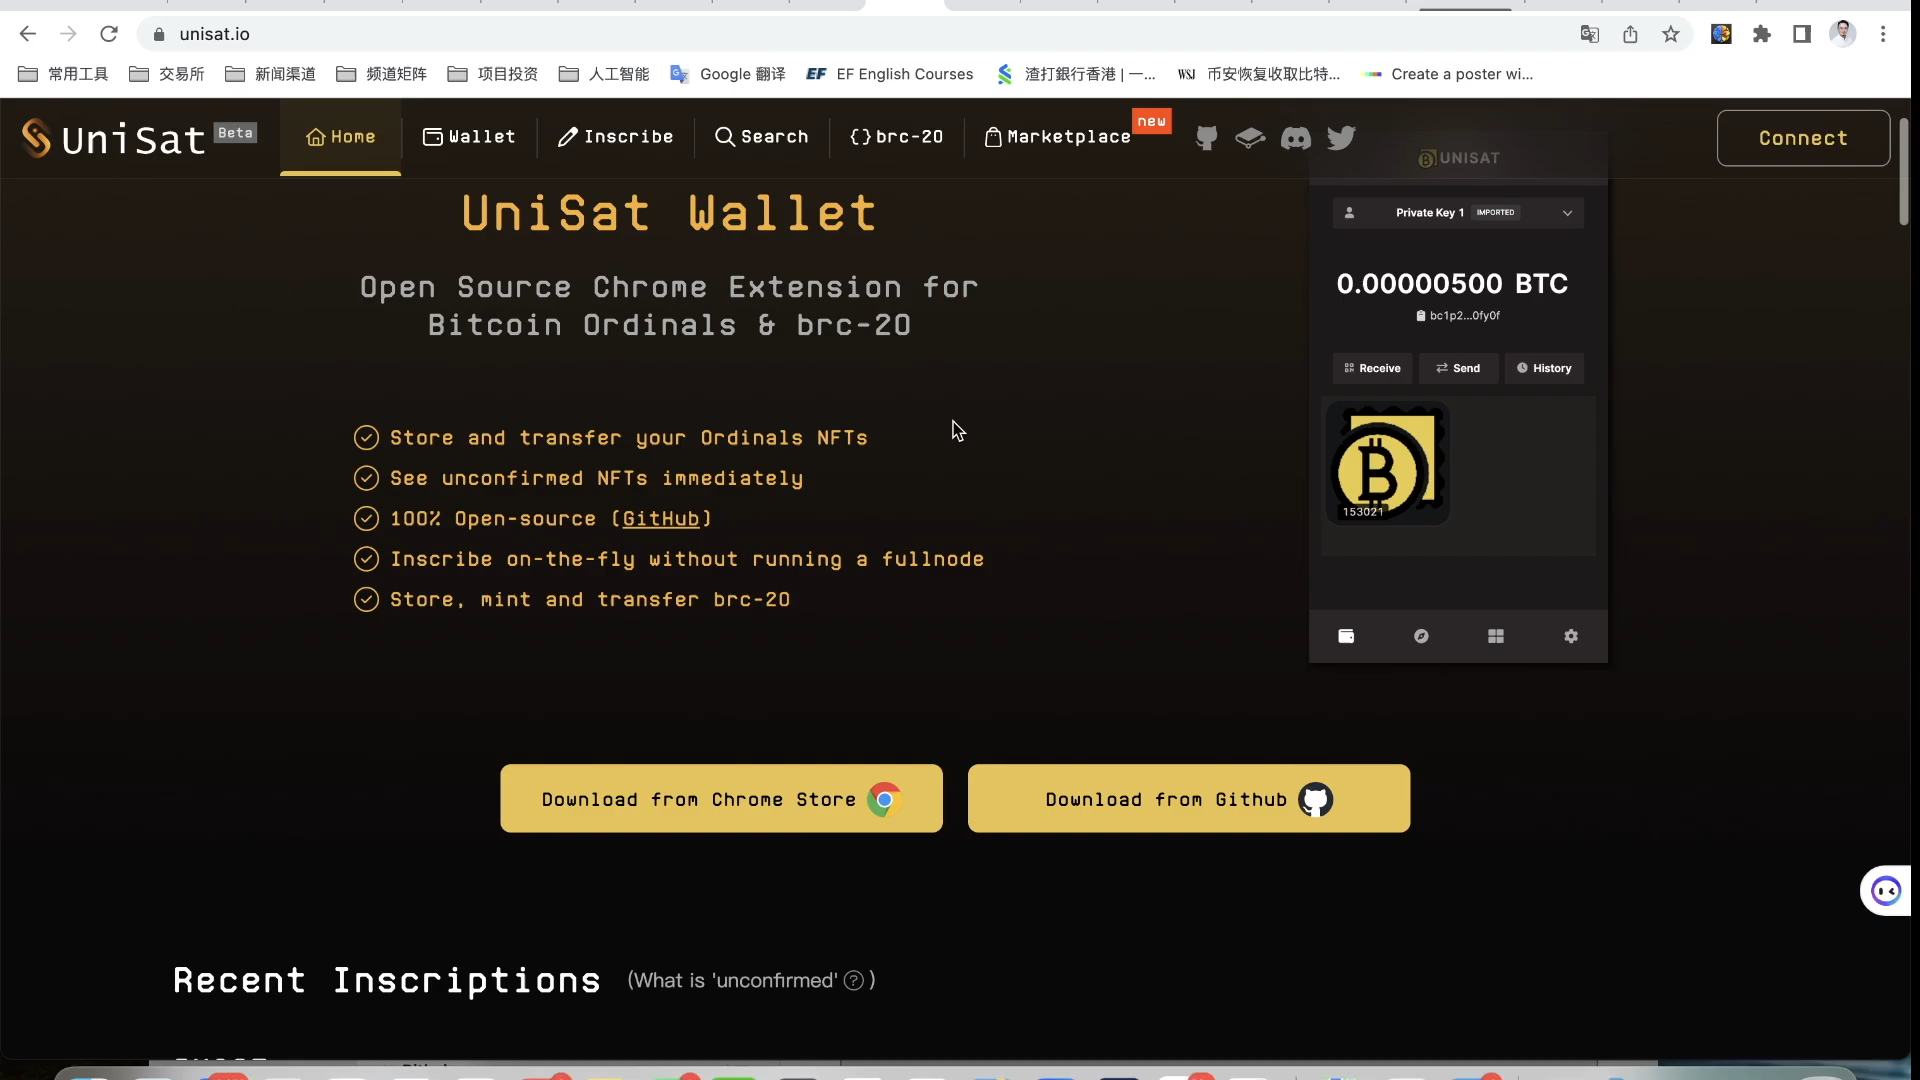 unisat.io
常用工具 交易所 新闻渠道 频道矩阵 项目投资 人工智能 Google 翻译 EF EF English Courses 渣打銀行香港 | 一... WSJ 币安恢复收取比特... Create a poster wi...
UniSat Beta Home Wallet Inscribe Search {} brc-20 Marketplace new Connect
UNISAT
UniSat Wallet
Open Source Chrome Extension for
Bitcoin Ordinals & brc-20
Store and transfer your Ordinals NFTs
See unconfirmed NFTs immediately
100% Open-source (GitHub)
Inscribe on-the-fly without running a fullnode
Store, mint and transfer brc-20
Private Key 1 IMPORTED
0.00000500 BTC
bc1p2...0fy0f
Receive Send History
153021
Download from Chrome Store
Download from Github
Recent Inscriptions (What is 'unconfirmed' ? )